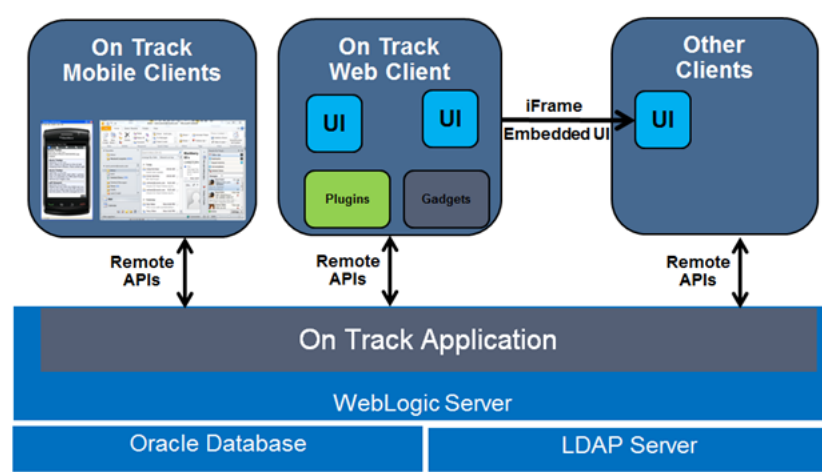 On Track
Mobile Clients
On Track
Web Client
Other
Clients
UI
UI
iFrame
Embedded UI
UI
Plugins
Gadgets
Remote
APIs
Remote
APIs
Remote
APIs
On Track Application
WebLogic Server
Oracle Database
LDAP Server